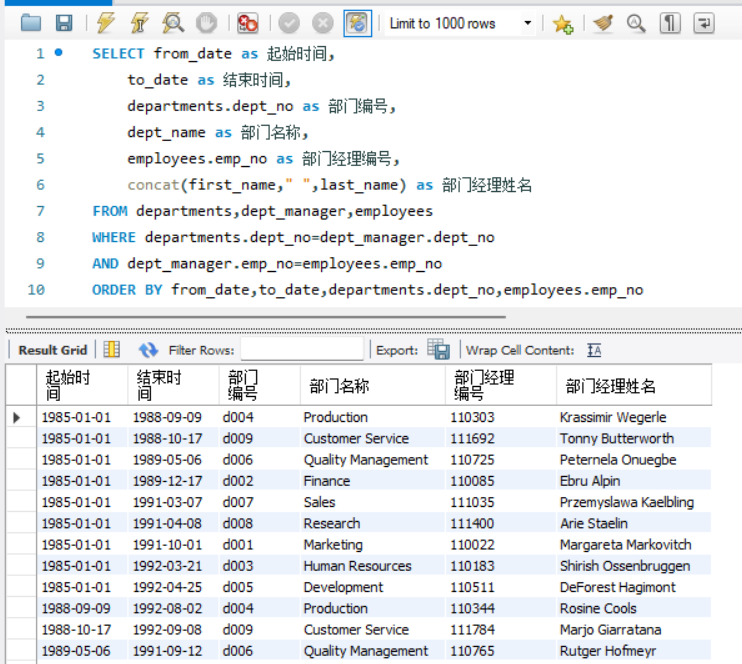 Limit to 1000 rows
1 SELECT from_date as 起始时间,
2 to_date as 结束时间,
3 departments.dept_no as 部门编号,
4 dept_name as 部门名称,
5 employees.emp_no as 部门经理编号,
6 concat(first_name," ",last_name) as 部门经理姓名
7 FROM departments,dept_manager,employees
8 WHERE departments.dept_no=dept_manager.dept_no
9 AND dept_manager.emp_no=employees.emp_no
10 ORDER BY from_date,to_date,departments.dept_no,employees.emp_no
Result Grid Filter Rows: Export: Wrap Cell Content: IA
起始时间 结束时间 部门编号 部门名称 部门经理编号 部门经理姓名
1985-01-01 1988-09-09 d004 Production 110303 Krassimir Wegerle
1985-01-01 1988-10-17 d009 Customer Service 111692 Tonny Butterworth
1985-01-01 1989-05-06 d006 Quality Management 110725 Peternela Onuegbe
1985-01-01 1989-12-17 d002 Finance 110085 Ebru Alpin
1985-01-01 1991-03-07 d007 Sales 111035 Przemyslawa Kaelbling
1985-01-01 1991-04-08 d008 Research 111400 Arie Staelin
1985-01-01 1991-10-01 d001 Marketing 110022 Margareta Markovitch
1985-01-01 1992-03-21 d003 Human Resources 110183 Shirish Ossenbruggen
1985-01-01 1992-04-25 d005 Development 110511 DeForest Hagimont
1988-09-09 1992-08-02 d004 Production 110344 Rosine Cools
1988-10-17 1992-09-08 d009 Customer Service 111784 Marjo Giarratana
1989-05-06 1991-09-12 d006 Quality Management 110765 Rutger Hofmeyr